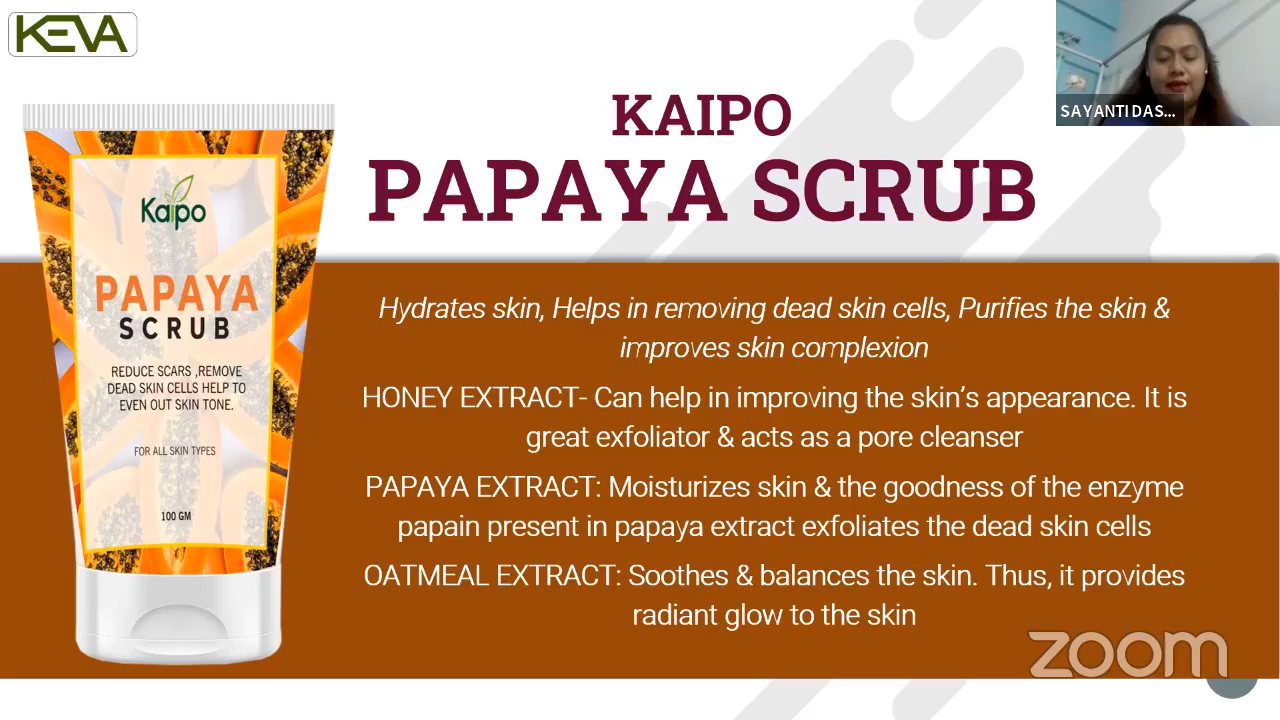 KEVA
SAYANTI DAS...
KAIPO
PAPAYA SCRUB
Kaipo
PAPAYA
SCRUB
REDUCE SCARS ,REMOVE
DEAD SKIN CELLS HELP TO
EVEN OUT SKIN TONE.
FOR ALL SKIN TYPES
100 GM
Hydrates skin, Helps in removing dead skin cells, Purifies the skin &
improves skin complexion
HONEY EXTRACT- Can help in improving the skin’s appearance. It is
great exfoliator & acts as a pore cleanser
PAPAYA EXTRACT: Moisturizes skin & the goodness of the enzyme
papain present in papaya extract exfoliates the dead skin cells
OATMEAL EXTRACT: Soothes & balances the skin. Thus, it provides
radiant glow to the skin
zoom